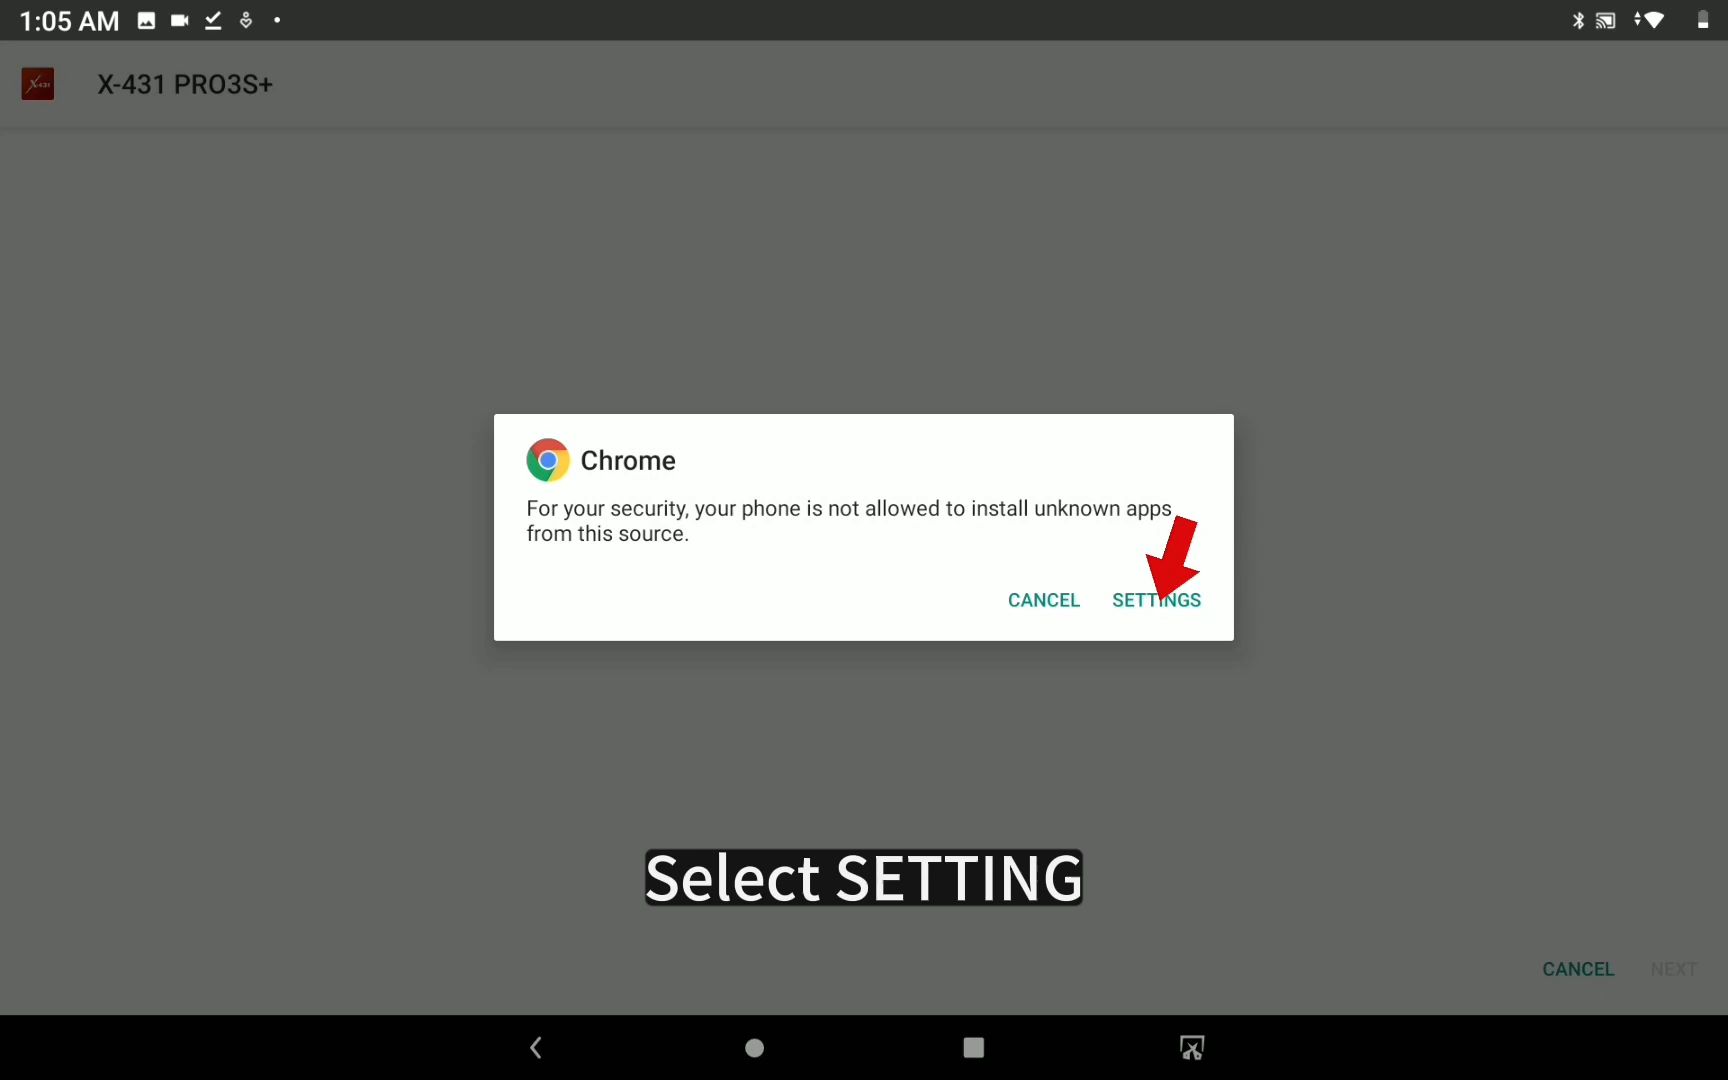 1:05 AM
X-431 PRO3S+
Chrome
For your security, your phone is not allowed to install unknown apps
from this source.
CANCEL SETTINGS
Select SETTING
CANCEL NEXT